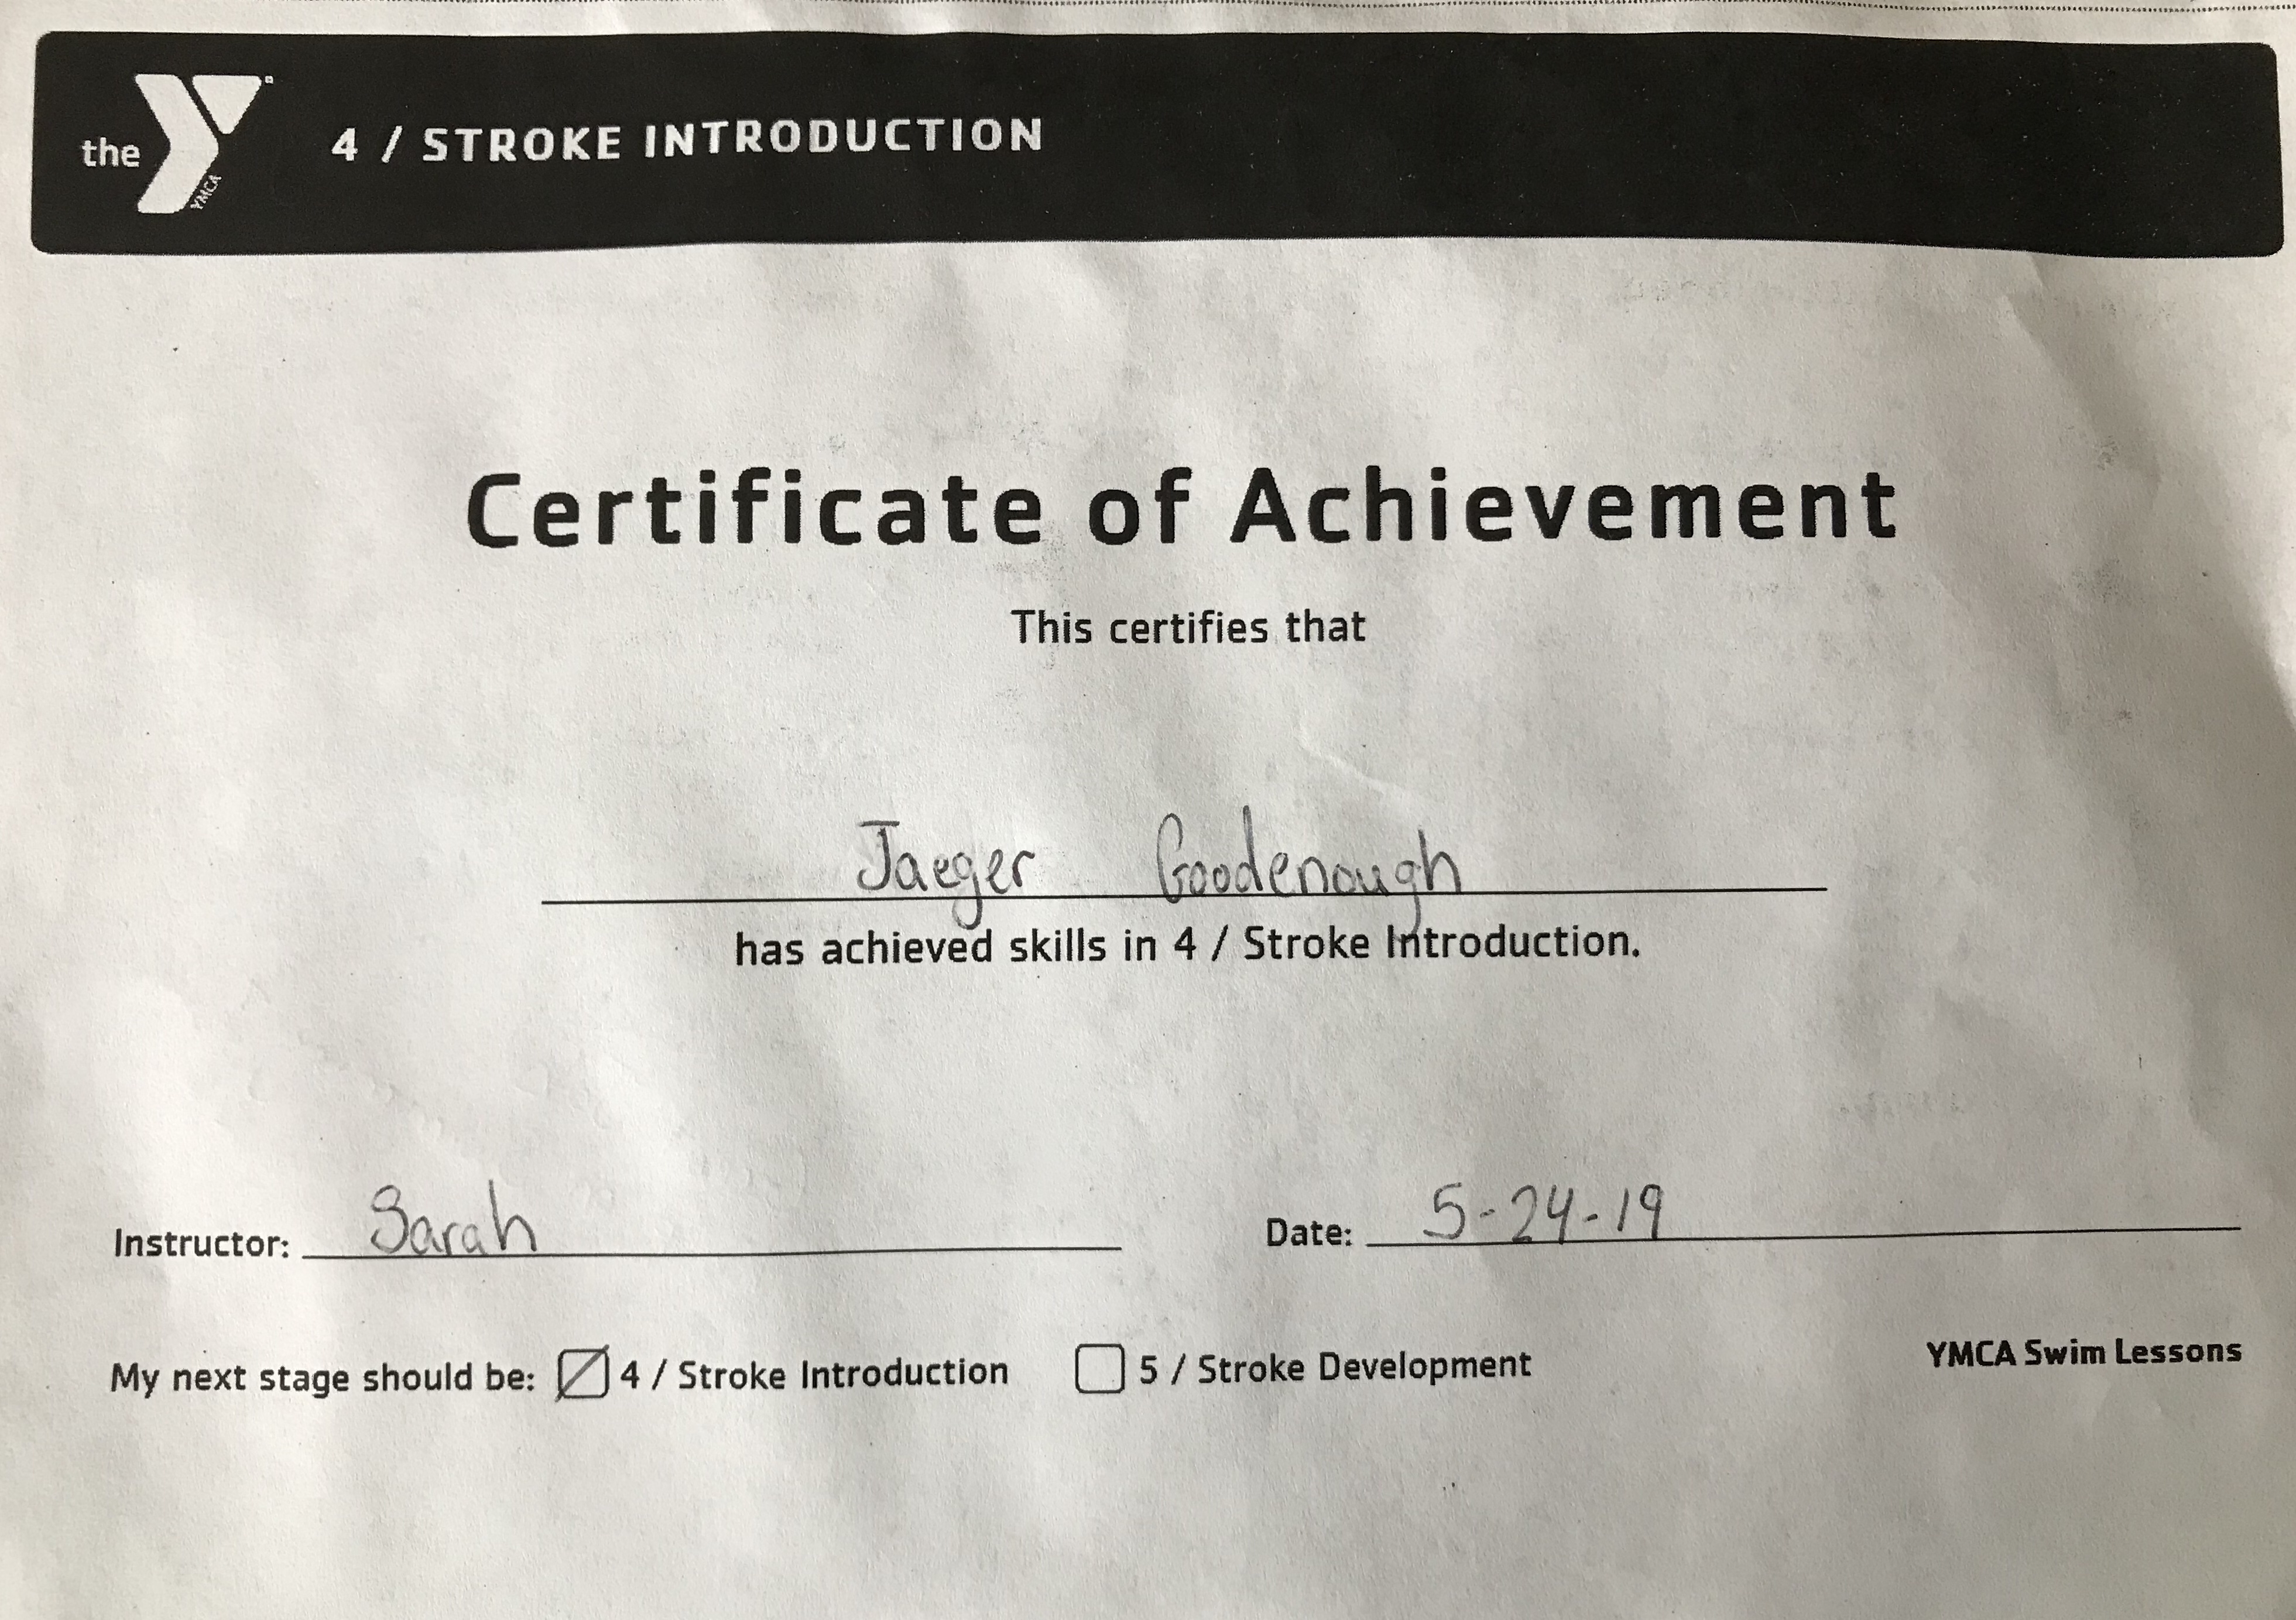 the Y YMCA 4 / STROKE INTRODUCTION
Certificate of Achievement
This certifies that
Jaeger Goodenough
has achieved skills in 4 / Stroke Introduction.
Instructor: Sarah Date: 5-24-19
My next stage should be: 4 / Stroke Introduction 5 / Stroke Development YMCA Swim Lessons